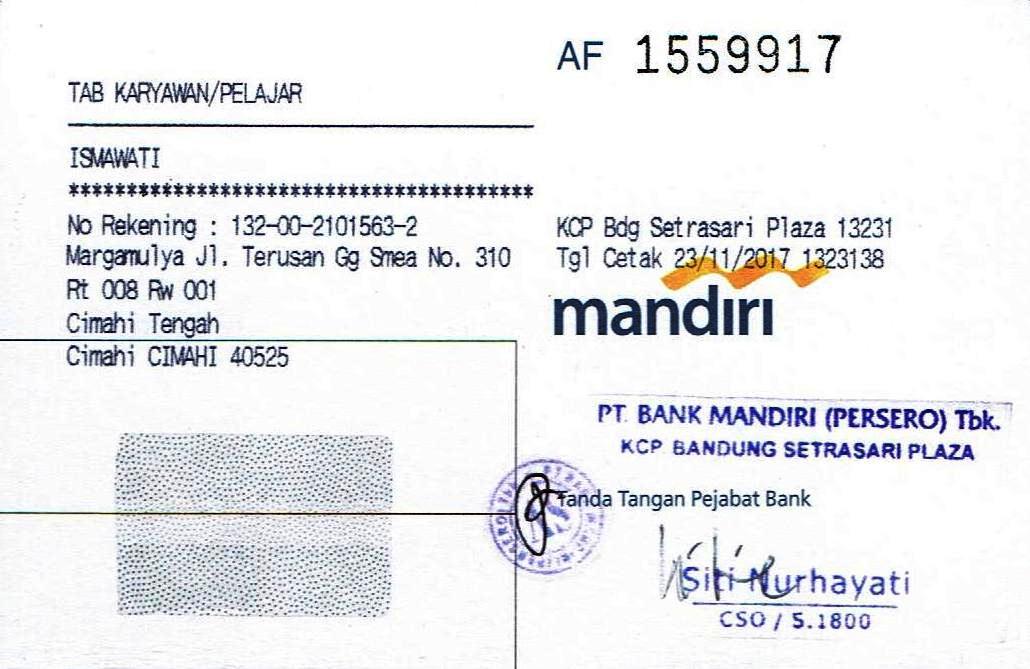 AF 1559917
TAB KARYAWAN/PELAJAR
ISMAWATI
****************************************
No Rekening : 132-00-2101563-2
Margamulya Jl. Terusan Gg Smea No. 310
Rt 008 Rw 001
Cimahi Tengah
Cimahi CIMAHI 40525
KCP Bdg Setrasari Plaza 13231
Tgl Cetak 23/11/2017 1323138
mandiri
PT. BANK MANDIRI (PERSERO) Tbk.
KCP BANDUNG SETRASARI PLAZA
Tanda Tangan Pejabat Bank
Siti Nurhayati
CSO / 5.1800